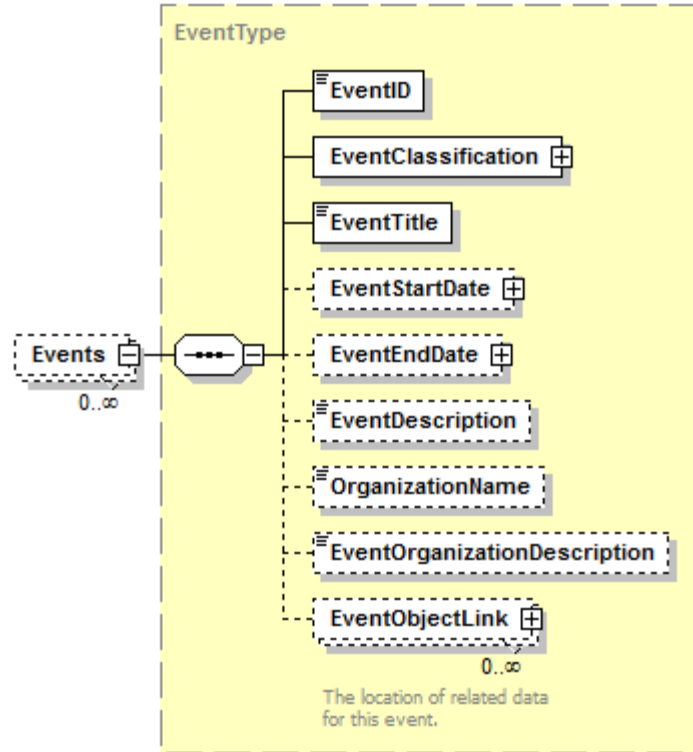 EventType
EventID
EventClassification
EventTitle
EventStartDate
Events
EventEndDate
0..∞
EventDescription
OrganizationName
EventOrganizationDescription
EventObjectLink
0..∞
The location of related data
for this event.